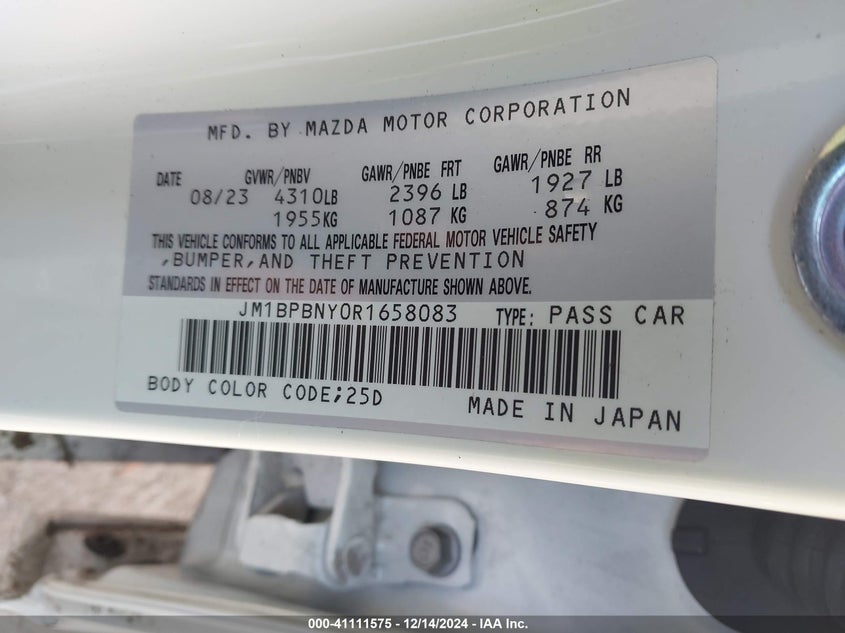 MFD. BY MAZDA MOTOR CORPORATION
DATE GVWR/PNBV GAWR/PNBE FRT GAWR/PNBE RR
08/23 4310LB 2396 LB 1927 LB
1955KG 1087 KG 874 KG
THIS VEHICLE CONFORMS TO ALL APPLICABLE FEDERAL MOTOR VEHICLE SAFETY
,BUMPER,AND THEFT PREVENTION
STANDARDS IN EFFECT ON THE DATE OF MANUFACTURE SHOWN ABOVE.
JM1BPBNY0R1658083 TYPE: PASS CAR
BODY COLOR CODE;25D
MADE IN JAPAN
000-41111575 - 12/14/2024 - IAA Inc.